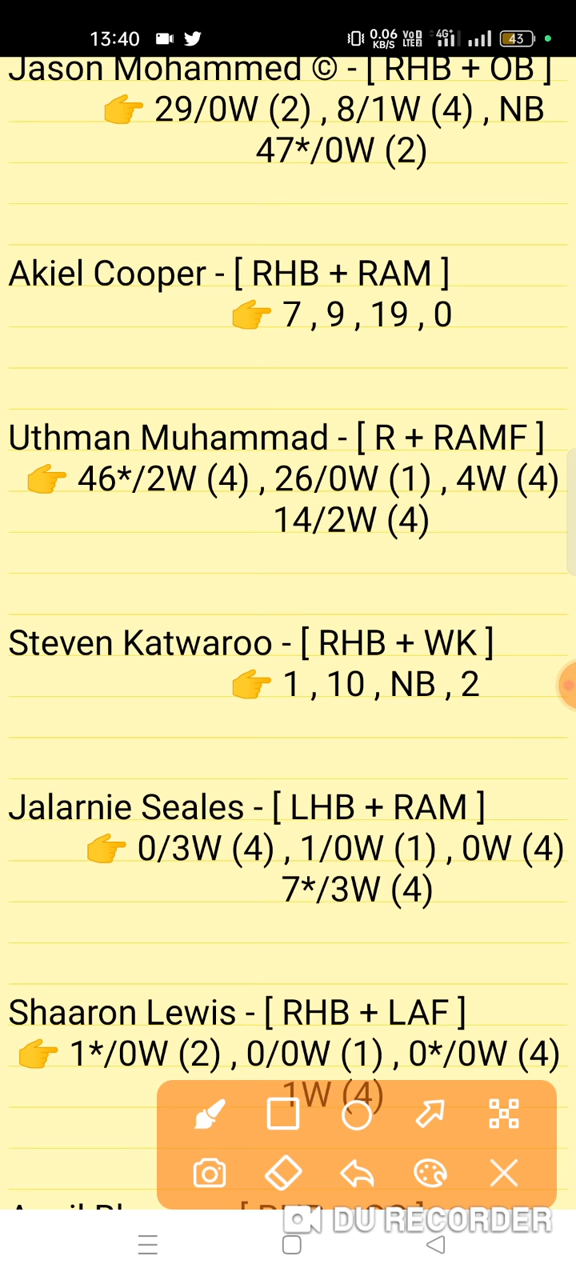 13:40 0.06 KB/S VoD LTE2 4G+ 43
Jason Mohammed © - [ RHB + OB ]
👉 29/0W (2) , 8/1W (4) , NB
47*/0W (2)
Akiel Cooper - [ RHB + RAM ]
👉 7 , 9 , 19 , 0
Uthman Muhammad - [ R + RAMF ]
👉 46*/2W (4) , 26/0W (1) , 4W (4)
14/2W (4)
Steven Katwaroo - [ RHB + WK ]
👉 1 , 10 , NB , 2
Jalarnie Seales - [ LHB + RAM ]
👉 0/3W (4) , 1/0W (1) , 0W (4)
7*/3W (4)
Shaaron Lewis - [ RHB + LAF ]
👉 1*/0W (2) , 0/0W (1) , 0*/0W (4)
1W (4)
DU RECORDER